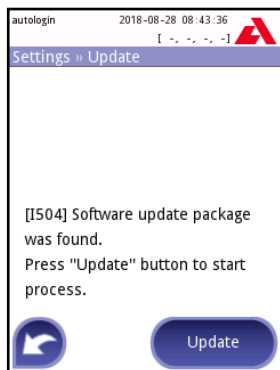 autologin 2018-08-28 08:43:36
[ -, -, -, -]
Settings » Update
[I504] Software update package
was found.
Press "Update" button to start
process.
Update